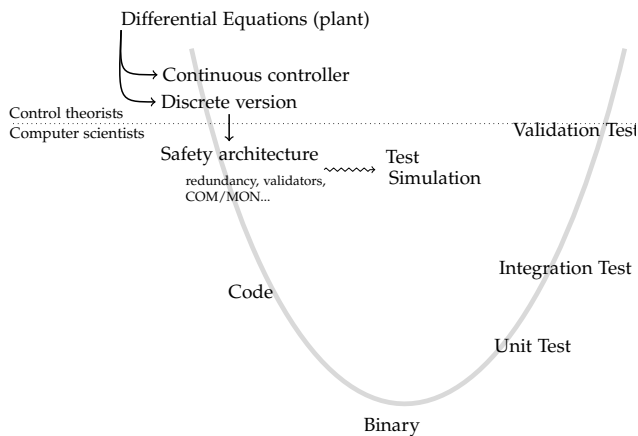 Differential Equations (plant)
Continuous controller
Discrete version
Control theorists
Computer scientists
Validation Test
Safety architecture
redundancy, validators,
COM/MON...
Test
Simulation
Integration Test
Code
Unit Test
Binary